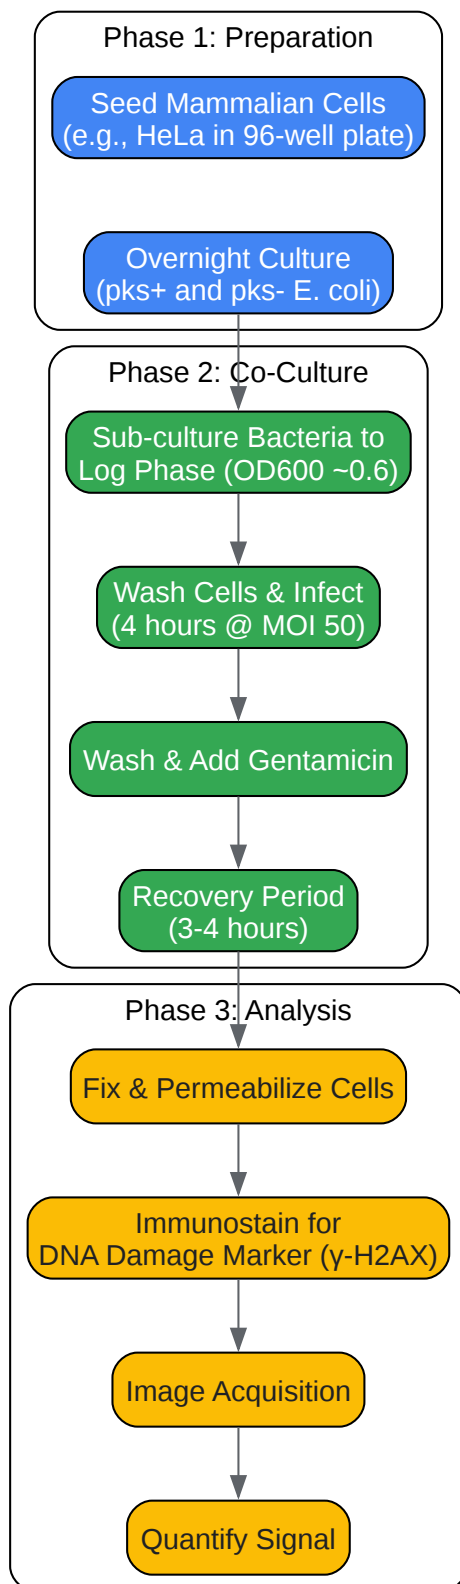 Phase 1: Preparation
Seed Mammalian Cells
(e.g., HeLa in 96-well plate)
Overnight Culture
(pks+ and pks- E. coli)
Phase 2: Co-Culture
Sub-culture Bacteria to
Log Phase (OD600 ~0.6)
Wash Cells & Infect
(4 hours @ MOI 50)
Wash & Add Gentamicin
Recovery Period
(3-4 hours)
Phase 3: Analysis
Fix & Permeabilize Cells
Immunostain for
DNA Damage Marker (γ-H2AX)
Image Acquisition
Quantify Signal